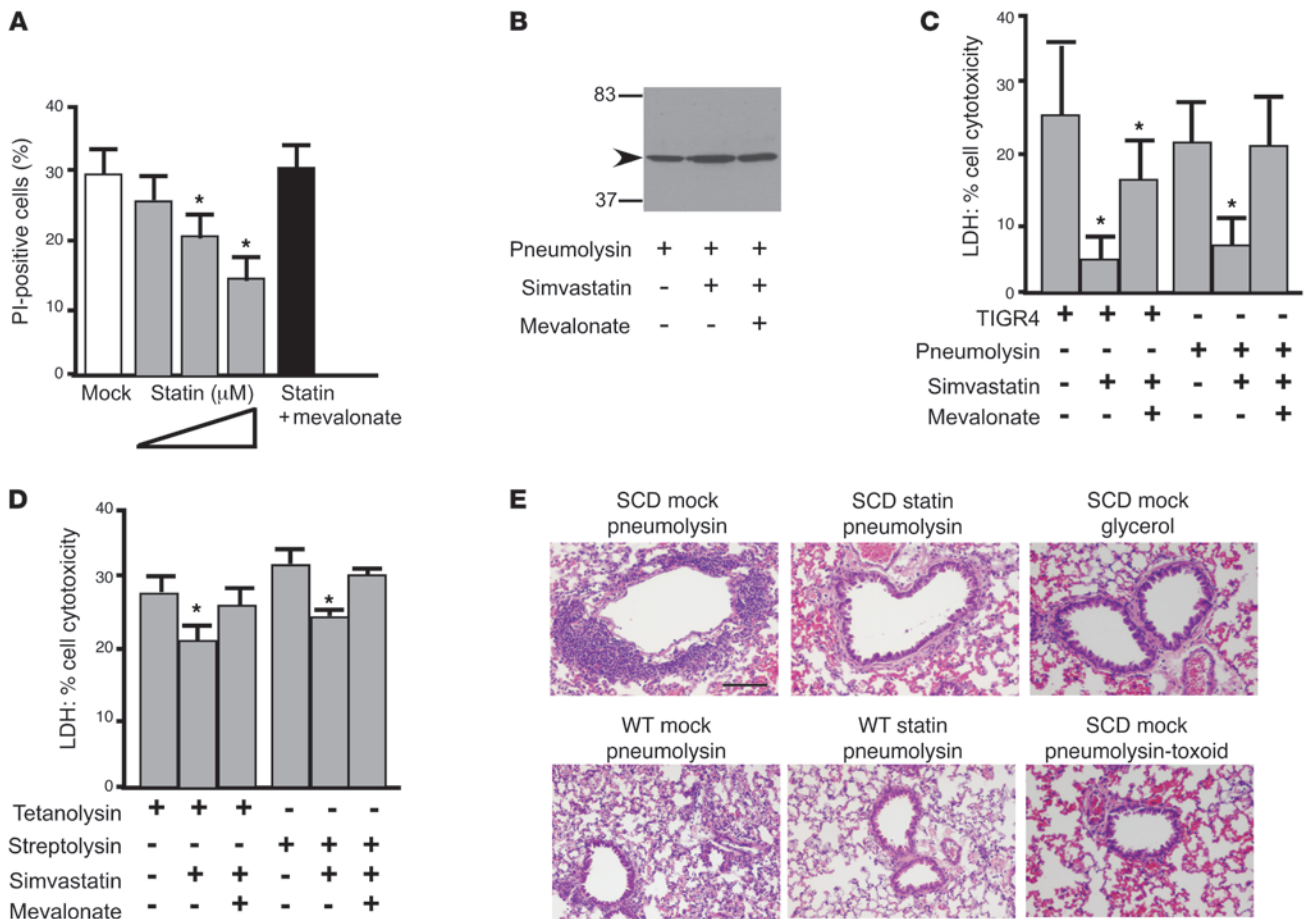 A
PI-positive cells (%)
40
30
20
10
0
Mock Statin (μM) Statin
+ mevalonate
* *
B
83
37
Pneumolysin + + +
Simvastatin - + +
Mevalonate - - +
C
LDH: % cell cytotoxicity
40
30
20
10
0
* * *
TIGR4 + + + - - -
Pneumolysin - - - + + +
Simvastatin - + + - + +
Mevalonate - - + - - +
D
LDH: % cell cytotoxicity
40
30
20
10
0
* *
Tetanolysin + + + - - -
Streptolysin - - - + + +
Simvastatin - + + - + +
Mevalonate - - + - - +
E
SCD mock
pneumolysin
SCD statin
pneumolysin
SCD mock
glycerol
WT mock
pneumolysin
WT statin
pneumolysin
SCD mock
pneumolysin-toxoid